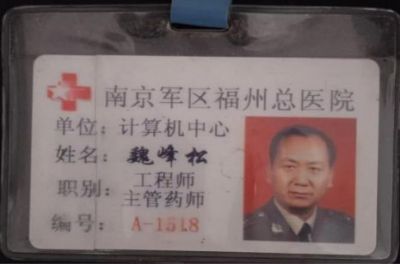 南京军区福州总医院
单位：计算机中心
姓名：魏峰松
职别：工程师
主管药师
编号：A-1518